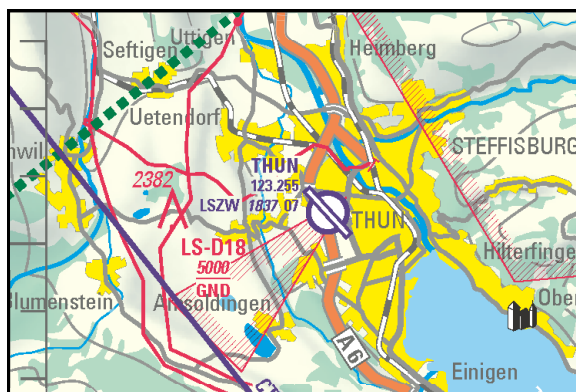 Uttigen
Seftigen
Heimberg
Uetendorf
STEFFISBURG
THUN
123.255
LSZW 1837 07
2382
THUN
LS-D18
5000
GND
Hilterfinge
Blumenstein
Amsoldingen
Ober
A6
Einigen